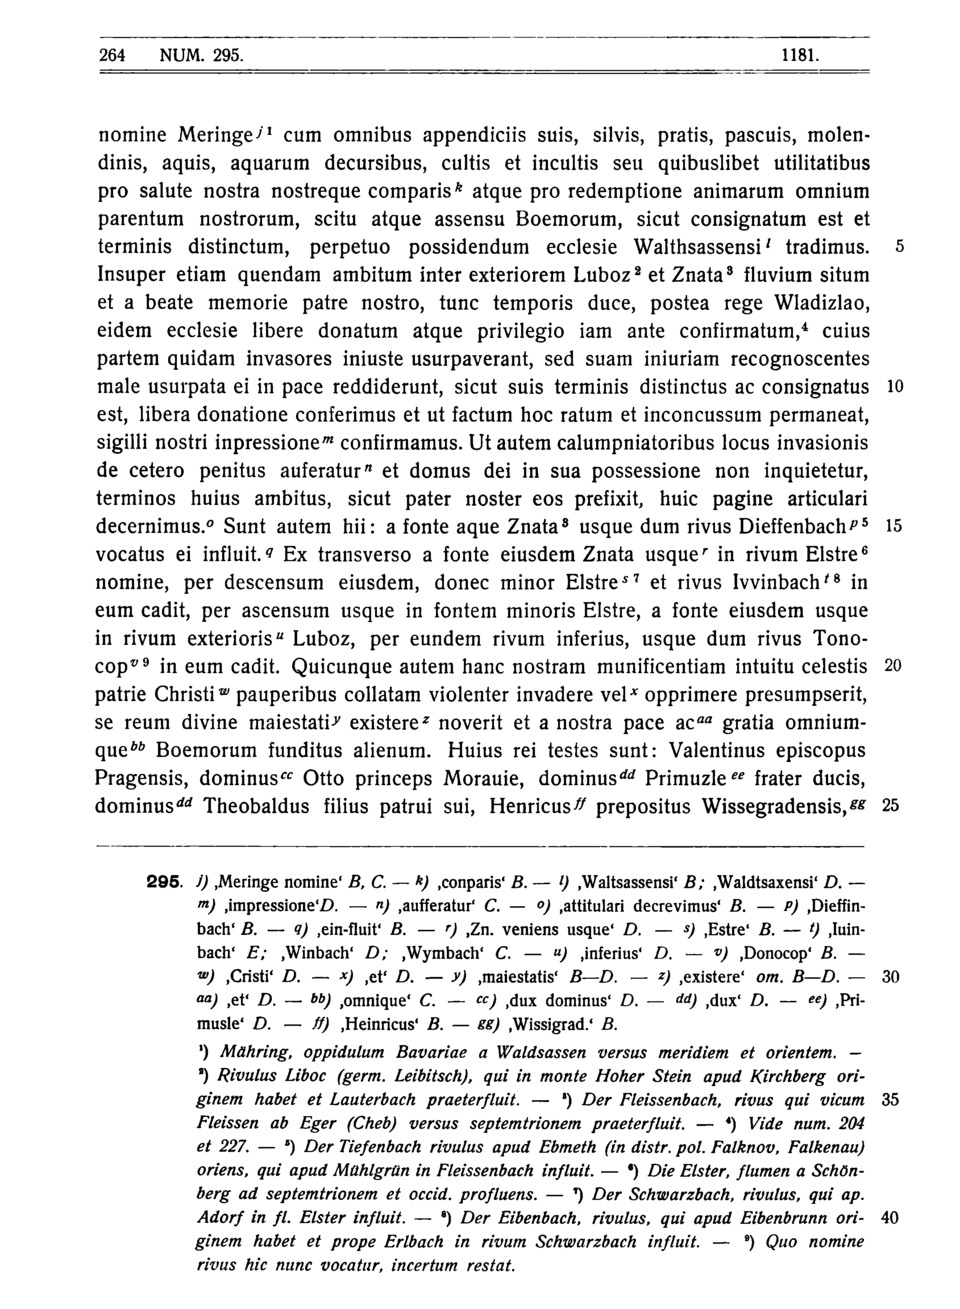 264 NUM. 295. 1181.
nomine Meringe j 1 cum omnibus appendiciis suis, silvis, pratis, pascuis, molen-
dinis, aquis, aquarum decursibus, cultis et incultis seu quibuslibet utilitatibus
pro salute nostra nostreque comparis k atque pro redemptione animarum omnium
parentum nostrorum, scitu atque assensu Boemorum, sicut consignatum est et
terminis distinctum, perpetuo possidendum ecclesie Walthsassensi l tradimus. 5
Insuper etiam quendam ambitum inter exteriorem Luboz 2 et Znata 3 fluvium situm
et a beate memorie patre nostro, tunc temporis duce, postea rege Wladizlao,
eidem ecclesie libere donatum atque privilegio iam ante confirmatum, 4 cuius
partem quidam invasores iniuste usurpaverant, sed suam iniuriam recognoscentes
male usurpata ei in pace reddiderunt, sicut suis terminis distinctus ac consignatus 10
est, libera donatione conferimus et ut factum hoc ratum et inconcussum permaneat,
sigilli nostri inpressione m confirmamus. Ut autem calumpniatoribus locus invasionis
de cetero penitus auferatur n et domus dei in sua possessione non inquietetur,
terminos huius ambitus, sicut pater noster eos prefixit, huic pagine articulari
decernimus. o Sunt autem hii: a fonte aque Znata 3 usque dum rivus Dieffenbach p 5 15
vocatus ei influit. q Ex transverso a fonte eiusdem Znata usque r in rivum Elstre 6
nomine, per descensum eiusdem, donec minor Elstre s 7 et rivus Ivvinbach t 8 in
eum cadit, per ascensum usque in fontem minoris Elstre, a fonte eiusdem usque
in rivum exterioris u Luboz, per eundem rivum inferius, usque dum rivus Tono-
cop v 9 in eum cadit. Quicunque autem hanc nostram munificentiam intuitu celestis 20
patrie Christi w pauperibus collatam violenter invadere vel x opprimere presumpserit,
se reum divine maiestati y existere z noverit et a nostra pace ac aa gratia omnium-
que bb Boemorum funditus alienum. Huius rei testes sunt: Valentinus episcopus
Pragensis, dominus cc Otto princeps Morauie, dominus dd Primuzle ee frater ducis,
dominus dd Theobaldus filius patrui sui, Henricus ff prepositus Wissegradensis, gg 25
295. j) ‚Meringe nomine‘ B, C. — k) ‚conparis‘ B. — l) ‚Waltsassensi‘ B; ‚Waldtsaxensi‘ D. —
m) ‚impressione‘D. — n) ‚aufferatur‘ C. — o) ‚attitulari decrevimus‘ B. — p) ‚Dieffin-
bach‘ B. — q) ‚ein-fluit‘ B. — r) ‚Zn. veniens usque‘ D. — s) ‚Estre‘ B. — t) ‚Iuin-
bach‘ E; ‚Winbach‘ D; ‚Wymbach‘ C. — u) ‚inferius‘ D. — v) ‚Donocop‘ B. —
w) ‚Cristi‘ D. — x) ‚et‘ D. — y) ‚maiestatis‘ B—D. — z) ‚existere‘ om. B—D. — 30
aa) ‚et‘ D. — bb) ‚omnique‘ C. — cc) ‚dux dominus‘ D. — dd) ‚dux‘ D. — ee) ‚Pri-
musle‘ D. — ff) ‚Heinricus‘ B. — gg) ‚Wissigrad.‘ B.
1) Mähring, oppidulum Bavariae a Waldsassen versus meridiem et orientem. —
2) Rivulus Liboc (germ. Leibitsch), qui in monte Hoher Stein apud Kirchberg ori-
ginem habet et Lauterbach praeterfluit. — 3) Der Fleissenbach, rivus qui vicum 35
Fleissen ab Eger (Cheb) versus septemtrionem praeterfluit. — 4) Vide num. 204
et 227. — 5) Der Tiefenbach rivulus apud Ebmeth (in distr. pol. Falknov, Falkenau)
oriens, qui apud Mühlgrün in Fleissenbach influit. — 6) Die Elster, flumen a Schön-
berg ad septemtrionem et occid. profluens. — 7) Der Schwarzbach, rivulus, qui ap.
Adorf in fl. Elster influit. — 8) Der Eibenbach, rivulus, qui apud Eibenbrunn ori- 40
ginem habet et prope Erlbach in rivum Schwarzbach influit. — 9) Quo nomine
rivus hic nunc vocatur, incertum restat.